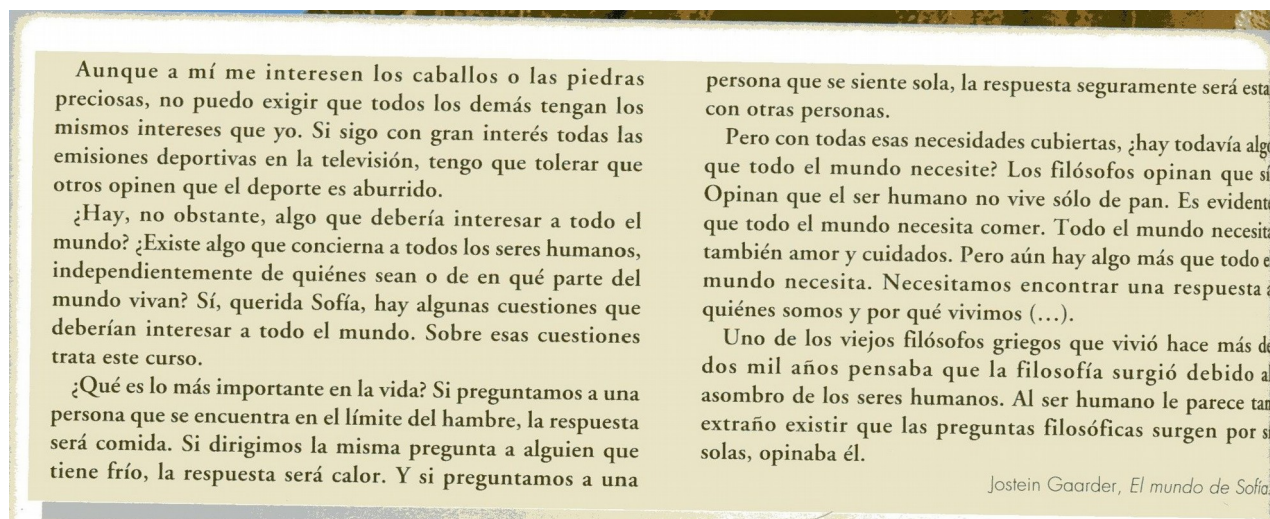 Aunque a mí me interesen los caballos o las piedras
preciosas, no puedo exigir que todos los demás tengan los
mismos intereses que yo. Si sigo con gran interés todas las
emisiones deportivas en la televisión, tengo que tolerar que
otros opinen que el deporte es aburrido.
¿Hay, no obstante, algo que debería interesar a todo el
mundo? ¿Existe algo que concierna a todos los seres humanos,
independientemente de quiénes sean o de en qué parte del
mundo vivan? Sí, querida Sofía, hay algunas cuestiones que
deberían interesar a todo el mundo. Sobre esas cuestiones
trata este curso.
¿Qué es lo más importante en la vida? Si preguntamos a una
persona que se encuentra en el límite del hambre, la respuesta
será comida. Si dirigimos la misma pregunta a alguien que
tiene frío, la respuesta será calor. Y si preguntamos a una
persona que se siente sola, la respuesta seguramente será esta
con otras personas.
Pero con todas esas necesidades cubiertas, ¿hay todavía algo
que todo el mundo necesite? Los filósofos opinan que sí
Opinan que el ser humano no vive sólo de pan. Es evidente
que todo el mundo necesita comer. Todo el mundo necesita
también amor y cuidados. Pero aún hay algo más que todo e
mundo necesita. Necesitamos encontrar una respuesta a
quiénes somos y por qué vivimos (...).
Uno de los viejos filósofos griegos que vivió hace más de
dos mil años pensaba que la filosofía surgió debido al
asombro de los seres humanos. Al ser humano le parece tan
extraño existir que las preguntas filosóficas surgen por sí
solas, opinaba él.
Jostein Gaarder, El mundo de Sofía.